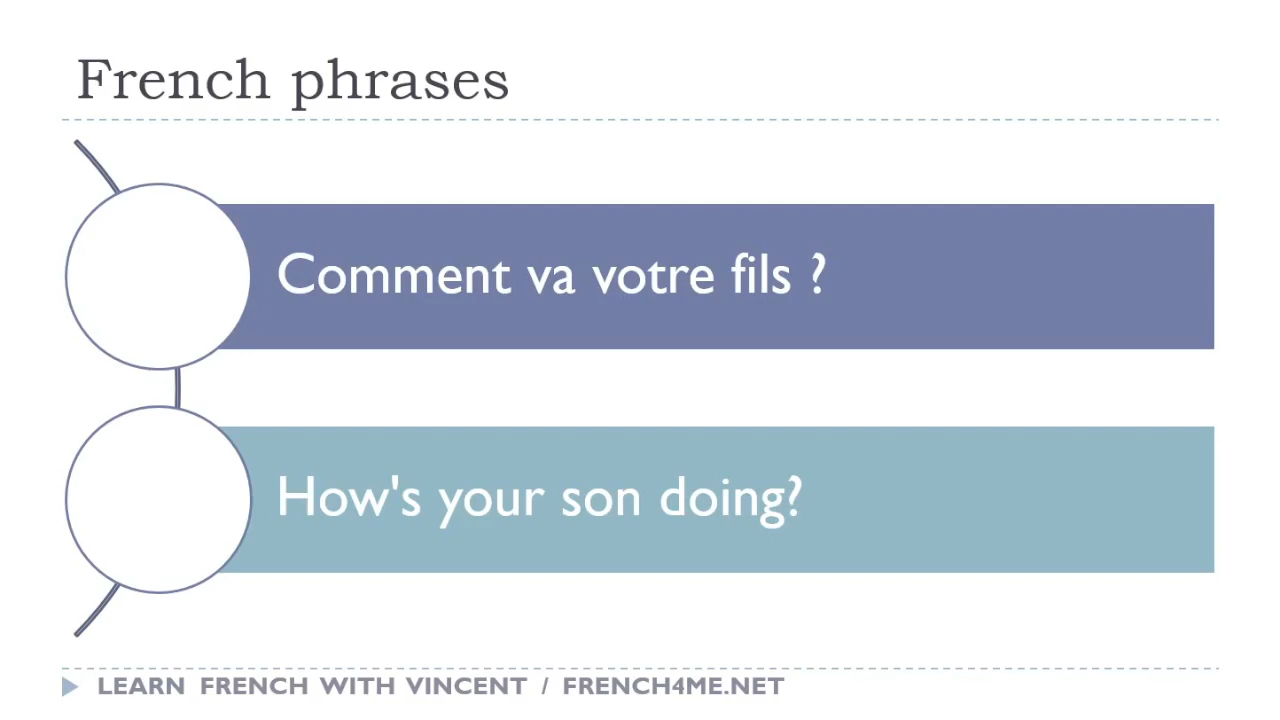 French phrases
Comment va votre fils ?
How's your son doing?
LEARN FRENCH WITH VINCENT / FRENCH4ME.NET